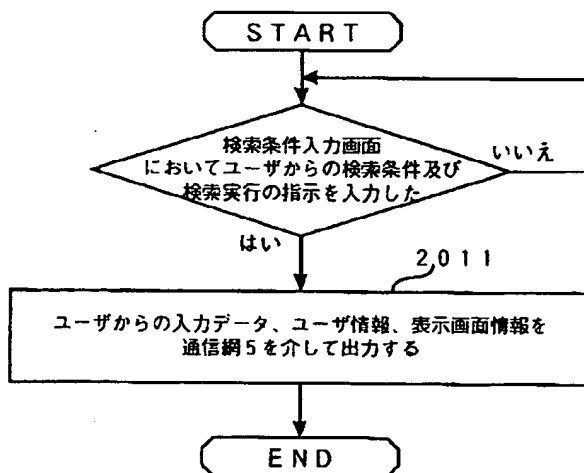 START
検索条件入力画面
においてユーザからの検索条件及び
検索実行の指示を入力した
いいえ
はい
2011
ユーザからの入力データ、ユーザ情報、表示画面情報を
通信網5を介して出力する
END